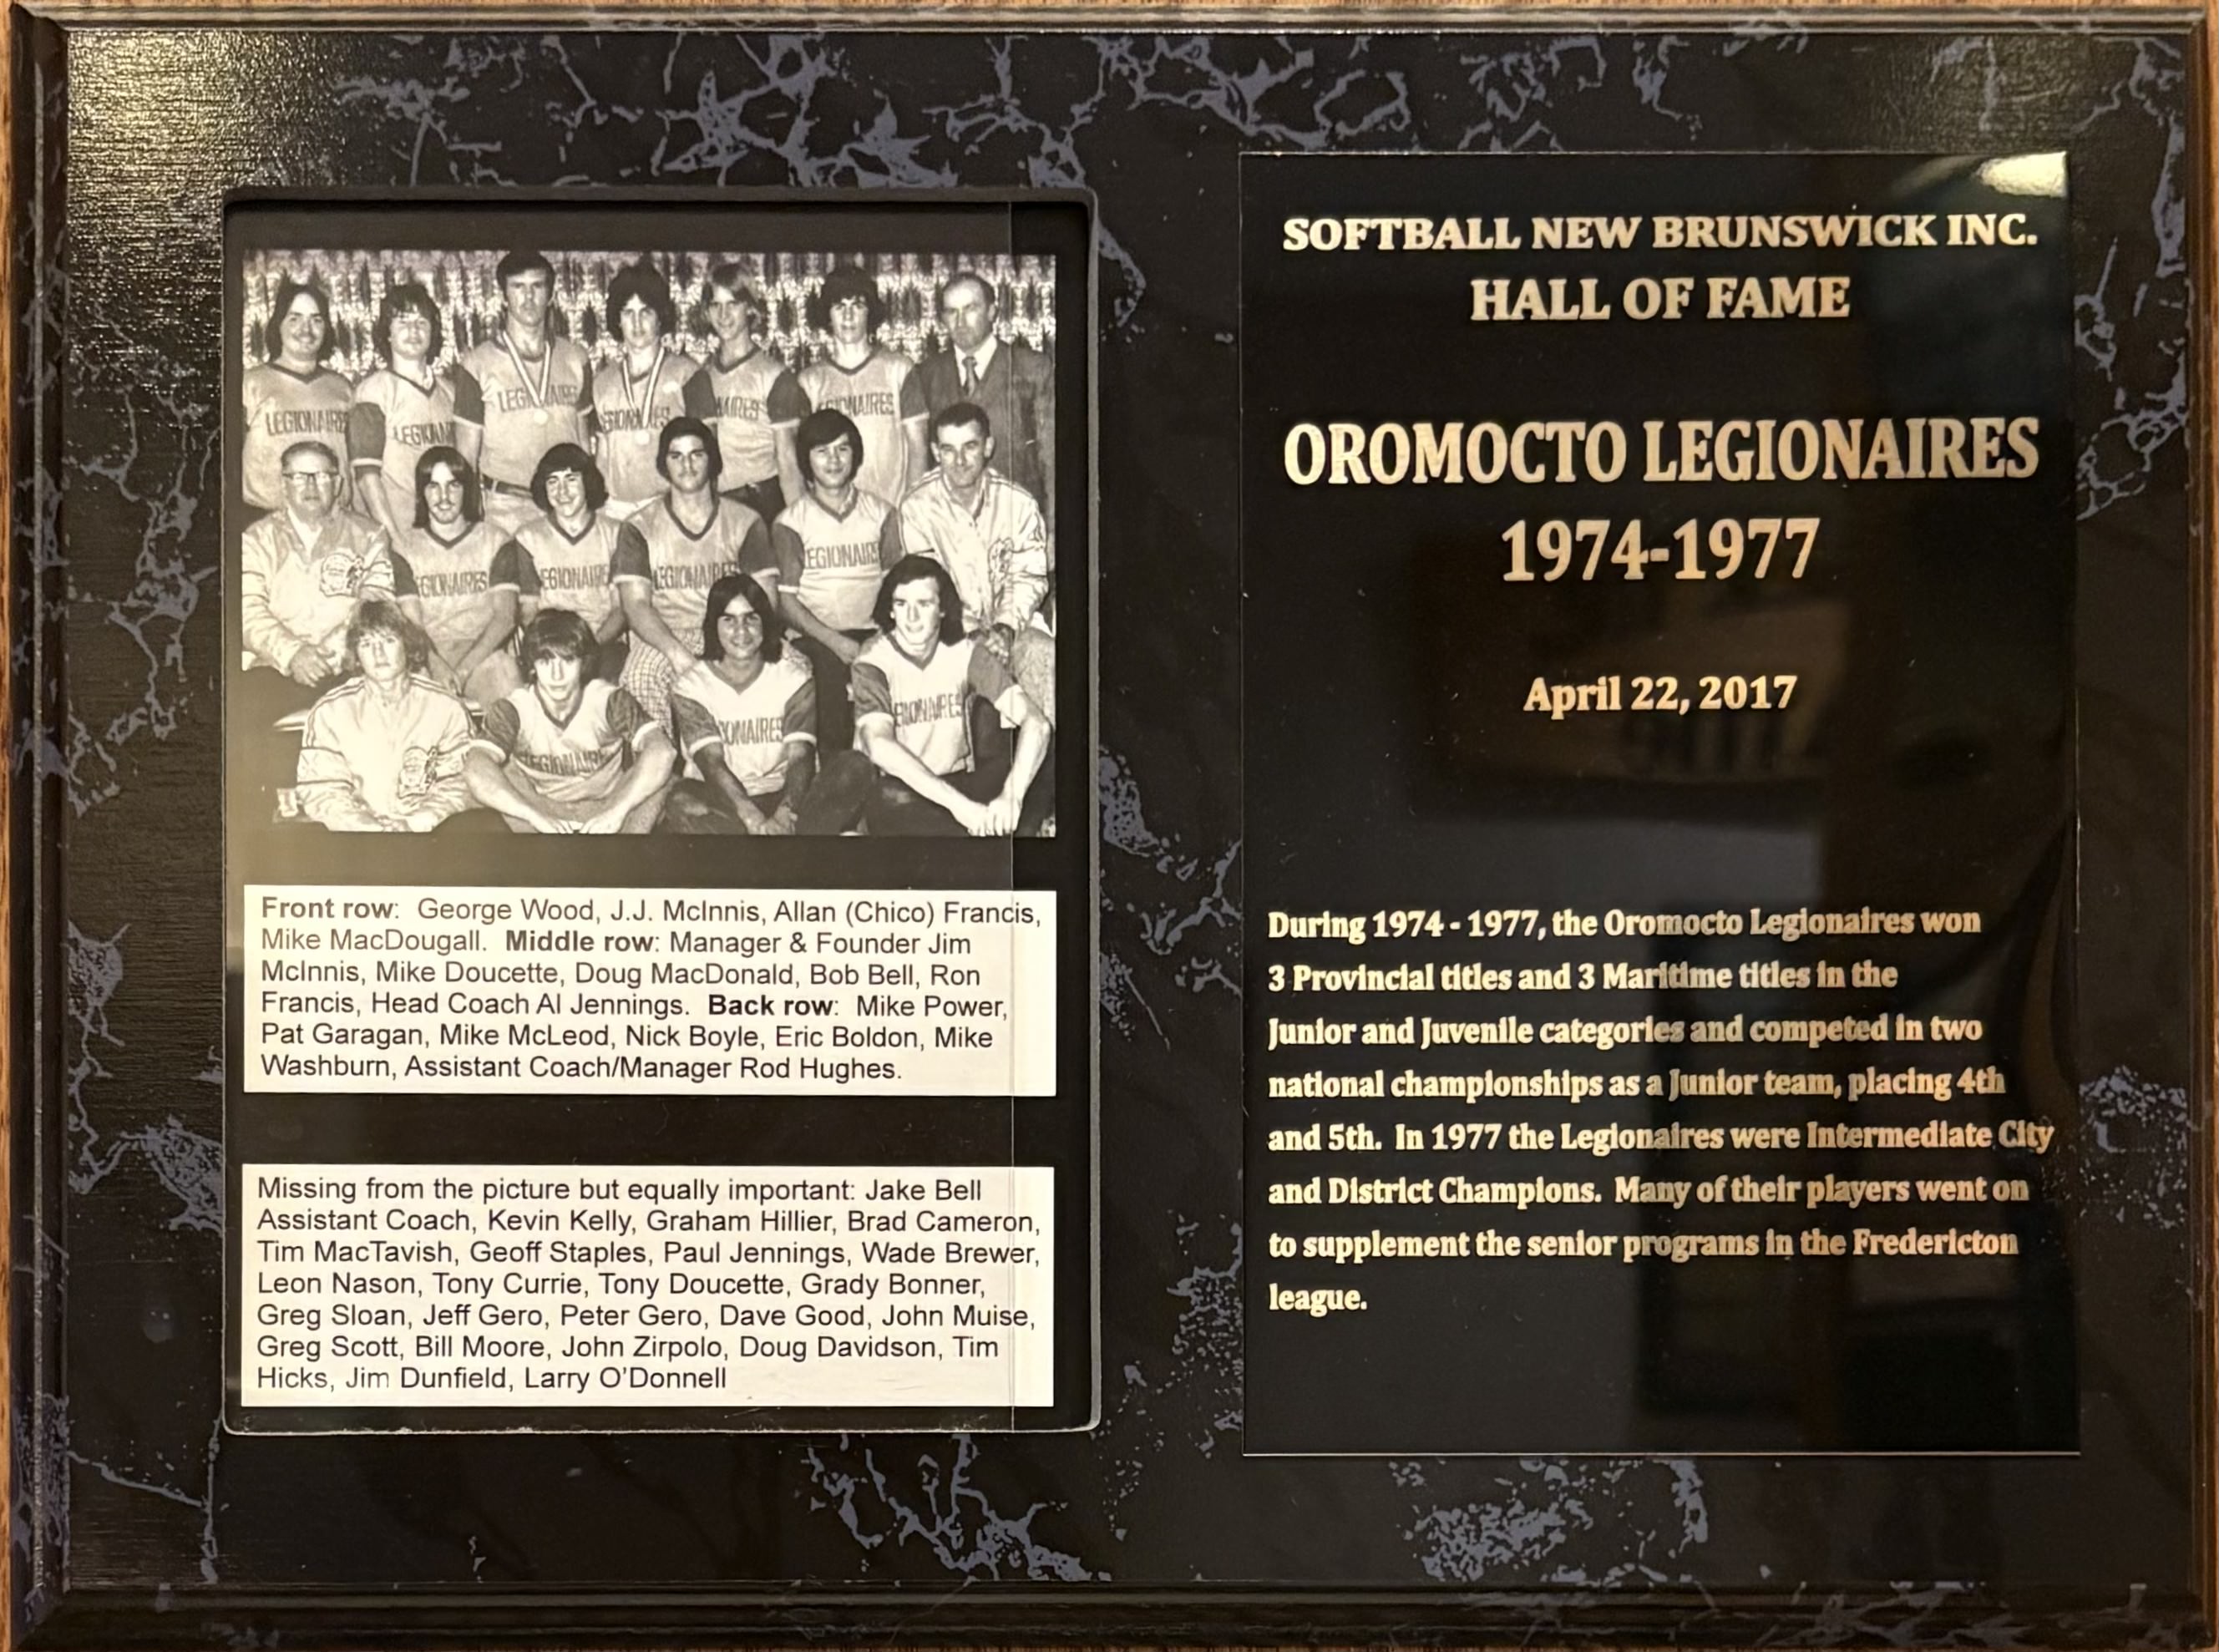 LEGIONAIRES
LEGIONAIRES
LEGIONAIRES
EGIONAIRES
LEGIONAIRES
EGIONAIRE
ONAIRES
LEGIONAIRE
Front row: George Wood, J.J. McInnis, Allan (Chico) Francis,
Mike MacDougall. Middle row: Manager & Founder Jim
McInnis, Mike Doucette, Doug MacDonald, Bob Bell, Ron
Francis, Head Coach Al Jennings. Back row: Mike Power,
Pat Garagan, Mike McLeod, Nick Boyle, Eric Boldon, Mike
Washburn, Assistant Coach/Manager Rod Hughes.
Missing from the picture but equally important: Jake Bell
Assistant Coach, Kevin Kelly, Graham Hillier, Brad Cameron,
Tim MacTavish, Geoff Staples, Paul Jennings, Wade Brewer,
Leon Nason, Tony Currie, Tony Doucette, Grady Bonner,
Greg Sloan, Jeff Gero, Peter Gero, Dave Good, John Muise,
Greg Scott, Bill Moore, John Zirpolo, Doug Davidson, Tim
Hicks, Jim Dunfield, Larry O'Donnell
SOFTBALL NEW BRUNSWICK INC.
HALL OF FAME
OROMOCTO LEGIONAIRES
1974-1977
April 22, 2017
During 1974 - 1977, the Oromocto Legionaires won
3 Provincial titles and 3 Maritime titles in the
Junior and Juvenile categories and competed in two
national championships as a Junior team, placing 4th
and 5th. In 1977 the Legionaires were Intermediate City
and District Champions. Many of their players went on
to supplement the senior programs in the Fredericton
league.